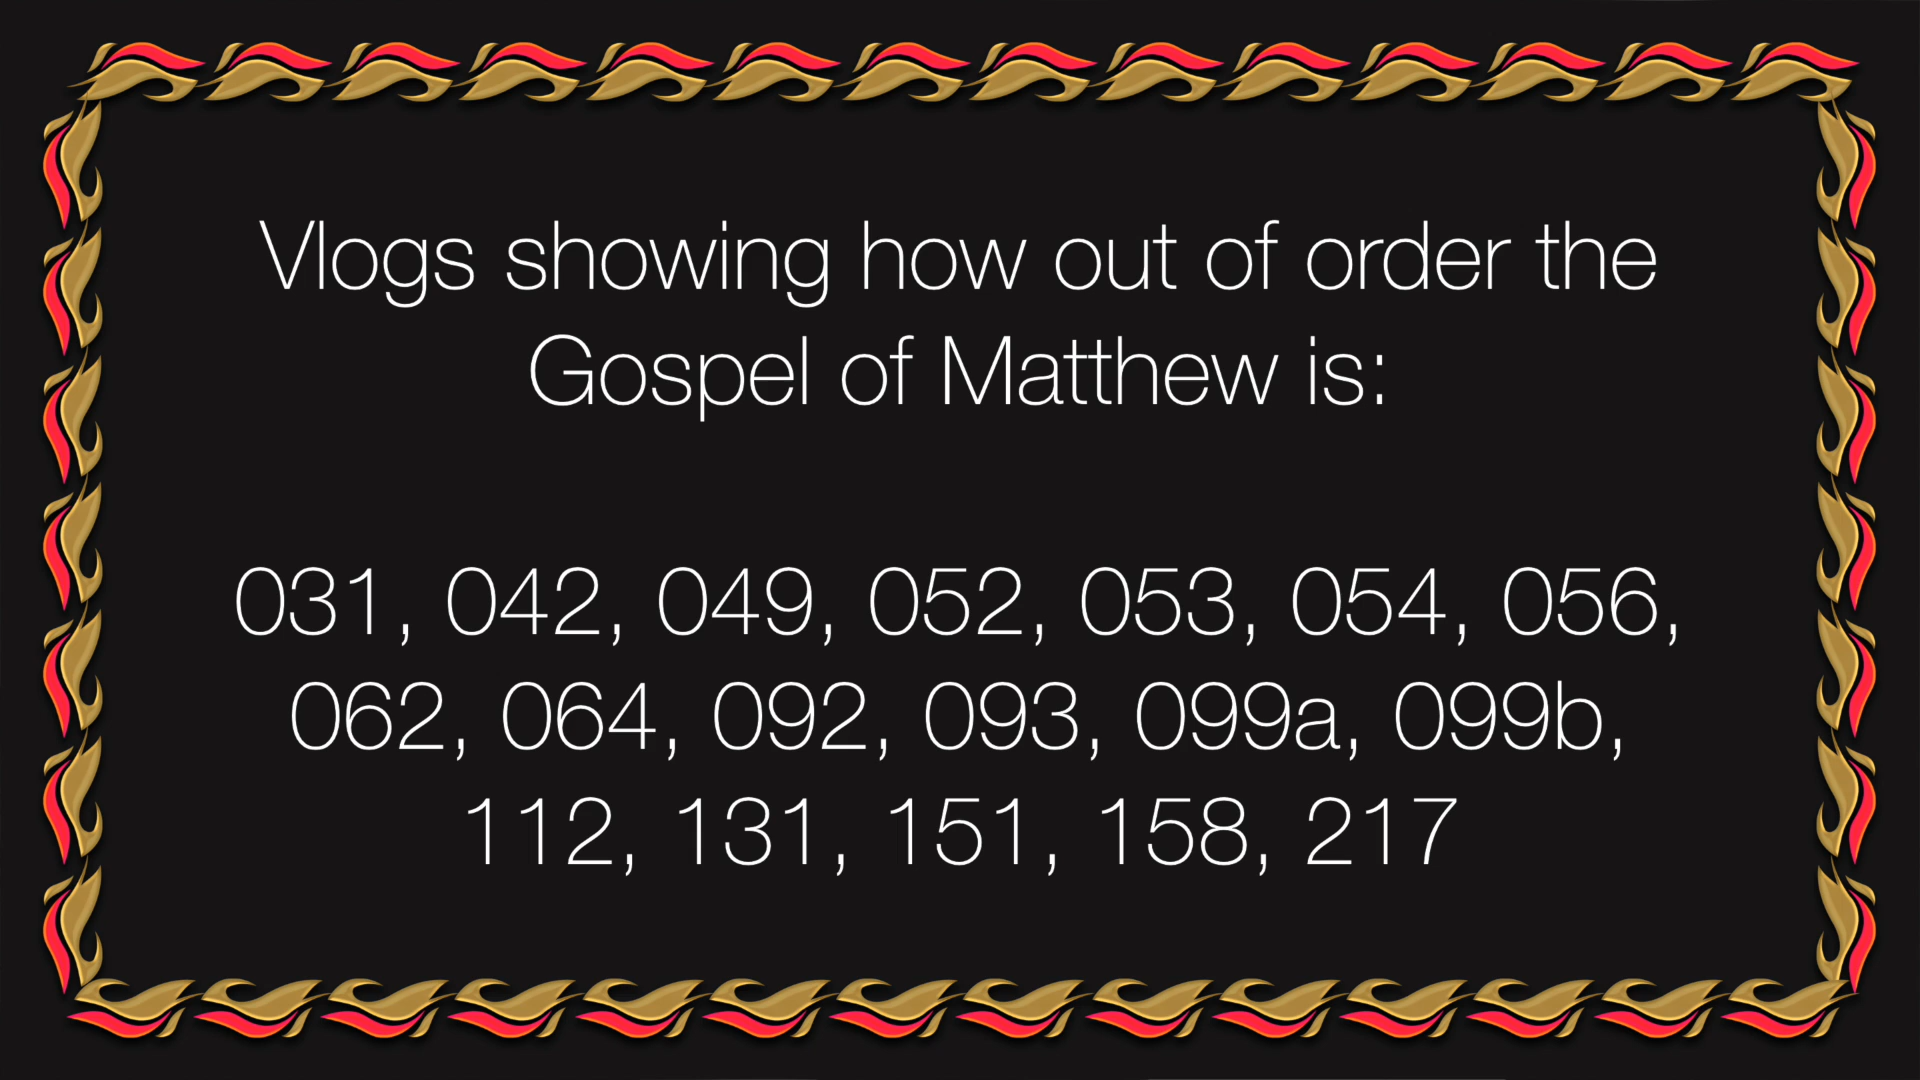 Vlogs showing how out of order the
Gospel of Matthew is:
031, 042, 049, 052, 053, 054, 056,
062, 064, 092, 093, 099a, 099b,
112, 131, 151, 158, 217